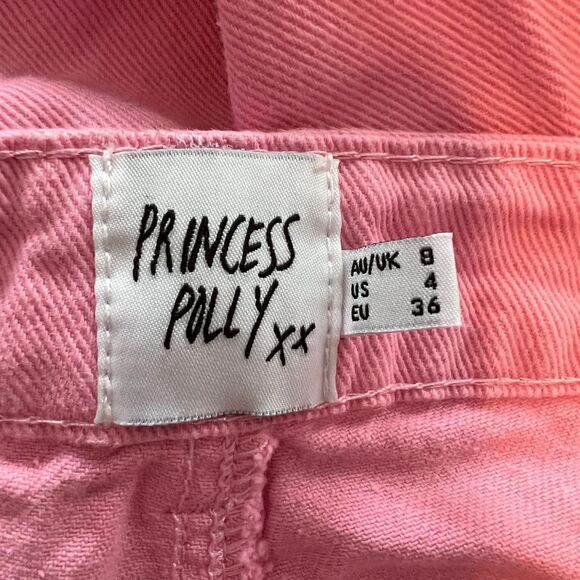 PRINCESS
POLLY xx
AU/UK 8
US 4
EU 36